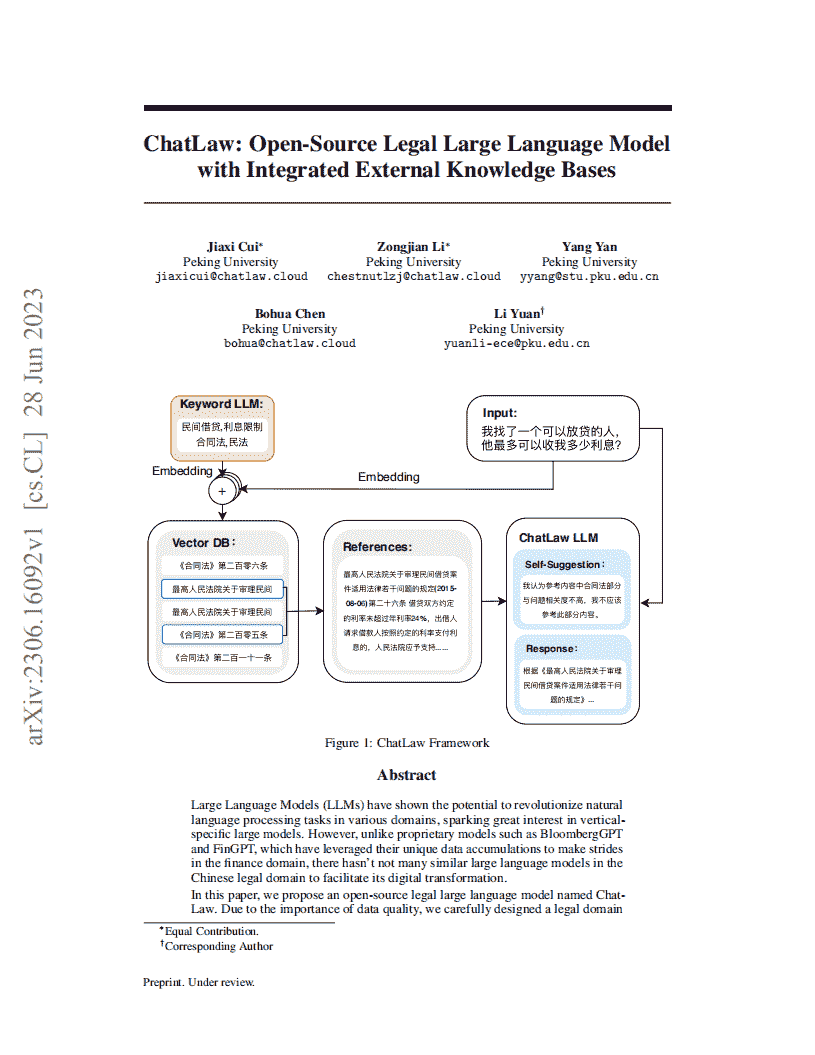 ChatLaw: Open-Source Legal Large Language Model
with Integrated External Knowledge Bases
Jiaxi Cui*
Peking University
jiaxicui@chatlaw.cloud
Zongjian Li*
Peking University
chestnutlzj@chatlaw.cloud
Yang Yan
Peking University
yyang@stu.pku.edu.cn
Bohua Chen
Peking University
bohua@chatlaw.cloud
Li Yuan†
Peking University
yuanli-ece@pku.edu.cn
arXiv:2306.16092v1 [cs.CL] 28 Jun 2023
Keyword LLM:
民间借贷,利息限制
合同法,民法
Input:
我找了一个可以放贷的人，
他最多可以收我多少利息？
Embedding
Embedding
+
Vector DB：
《合同法》第二百零六条
最高人民法院关于审理民间
最高人民法院关于审理民间
《合同法》第二百零五条
《合同法》第二百一十一条
References:
最高人民法院关于审理民间借贷案
件适用法律若干问题的规定(2015-
08-06) 第二十六条 借贷双方约定
的利率未超过年利率24%，出借人
请求借款人按照约定的利率支付利
息的，人民法院应予支持......
ChatLaw LLM
Self-Suggestion：
我认为参考内容中合同法部分
与问题相关度不高，我不应该
参考此部分内容。
Response：
根据《最高人民法院关于审理
民间借贷案件适用法律若干问
题的规定》...
Figure 1: ChatLaw Framework
Abstract
Large Language Models (LLMs) have shown the potential to revolutionize natural
language processing tasks in various domains, sparking great interest in vertical-
specific large models. However, unlike proprietary models such as BloombergGPT
and FinGPT, which have leveraged their unique data accumulations to make strides
in the finance domain, there hasn't not many similar large language models in the
Chinese legal domain to facilitate its digital transformation.
In this paper, we propose an open-source legal large language model named Chat-
Law. Due to the importance of data quality, we carefully designed a legal domain
*Equal Contribution.
†Corresponding Author
Preprint. Under review.